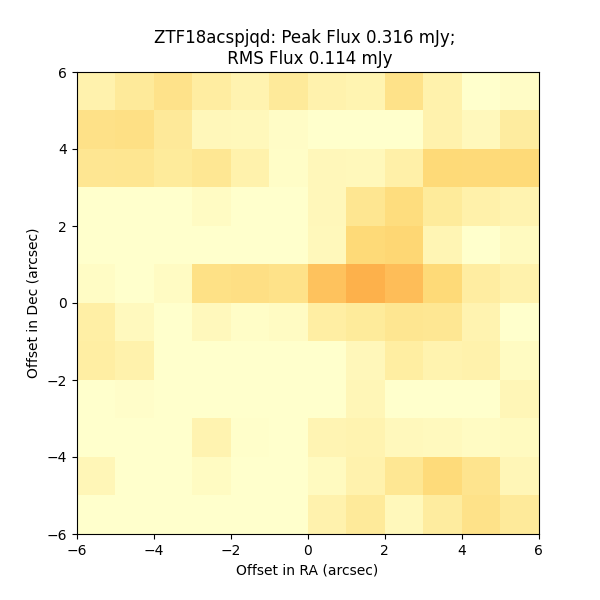 ZTF18acspjqd: Peak Flux 0.316 mJy;
RMS Flux 0.114 mJy
6
4
2
0
−2
−4
−6
Offset in Dec (arcsec)
−6 −4 −2 0 2 4 6
Offset in RA (arcsec)